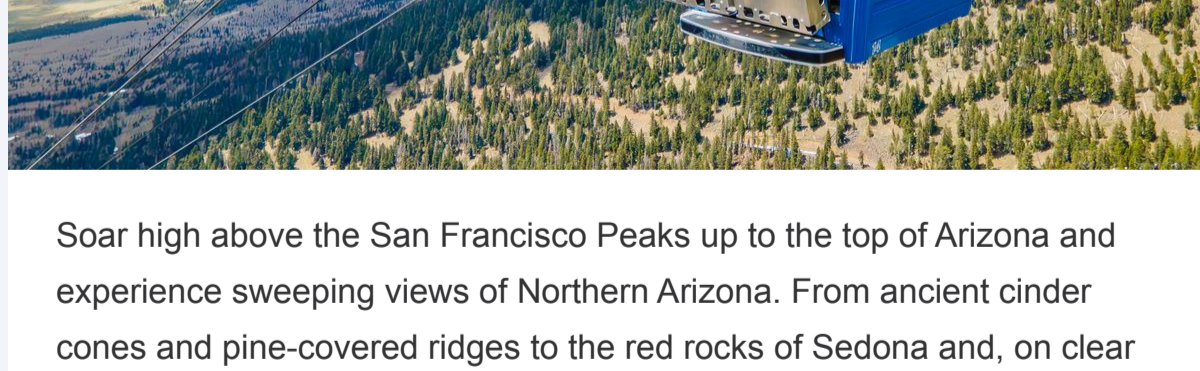 Soar high above the San Francisco Peaks up to the top of Arizona and
experience sweeping views of Northern Arizona. From ancient cinder
cones and pine-covered ridges to the red rocks of Sedona and, on clear